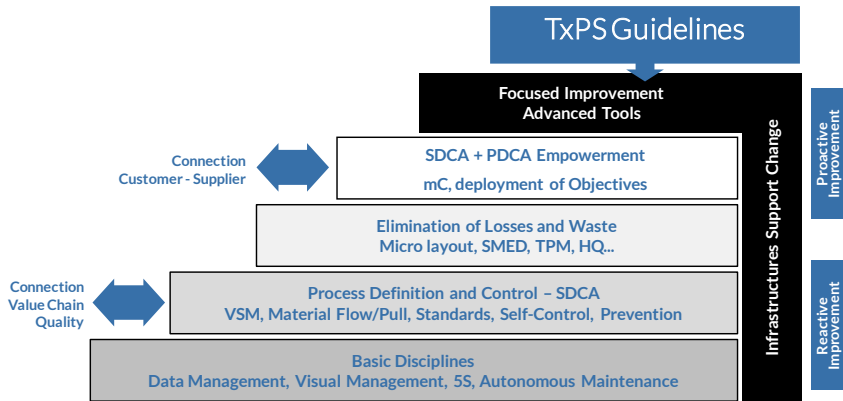 TxPS Guidelines
Focused Improvement
Advanced Tools
Connection
Customer - Supplier
SDCA + PDCA Empowerment
mC, deployment of Objectives
Elimination of Losses and Waste
Micro layout, SMED, TPM, HQ...
Connection
Value Chain
Quality
Process Definition and Control – SDCA
VSM, Material Flow/Pull, Standards, Self-Control, Prevention
Basic Disciplines
Data Management, Visual Management, 5S, Autonomous Maintenance
Infrastructures Support Change
Proactive
Improvement
Reactive
Improvement